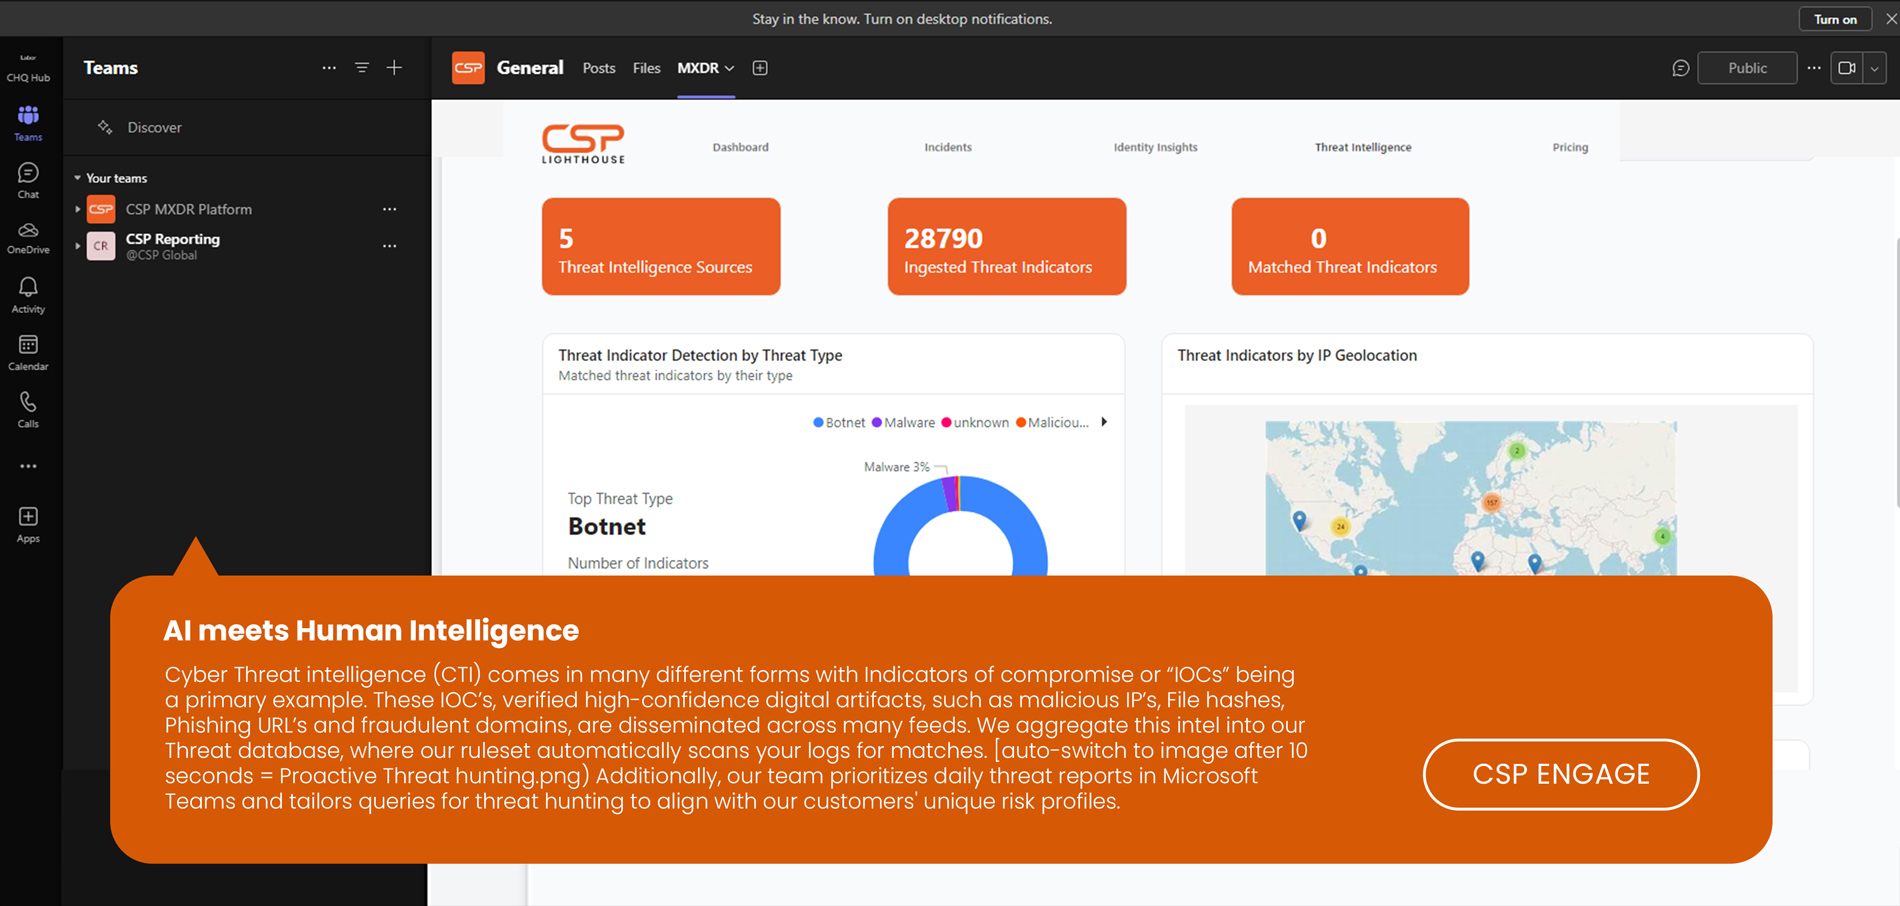 Stay in the know. Turn on desktop notifications.
Turn on
Labor
CHQ Hub
Teams
Chat
OneDrive
Activity
Calendar
Calls
Apps
Teams
Discover
Your teams
CSP
CSP MXDR Platform
CR
CSP Reporting
@CSP Global
CSP
General
Posts
Files
MXDR
Public
CSP
LIGHTHOUSE
Dashboard
Incidents
Identity Insights
Threat Intelligence
Pricing
5
Threat Intelligence Sources
28790
Ingested Threat Indicators
0
Matched Threat Indicators
Threat Indicator Detection by Threat Type
Matched threat indicators by their type
Botnet
Malware
unknown
Maliciou...
Malware 3%
Top Threat Type
Botnet
Number of Indicators
Threat Indicators by IP Geolocation
2
157
24
4
AI meets Human Intelligence
Cyber Threat intelligence (CTI) comes in many different forms with Indicators of compromise or “IOCs” being
a primary example. These IOC’s, verified high-confidence digital artifacts, such as malicious IP’s, File hashes,
Phishing URL’s and fraudulent domains, are disseminated across many feeds. We aggregate this intel into our
Threat database, where our ruleset automatically scans your logs for matches. [auto-switch to image after 10
seconds = Proactive Threat hunting.png) Additionally, our team prioritizes daily threat reports in Microsoft
Teams and tailors queries for threat hunting to align with our customers' unique risk profiles.
CSP ENGAGE